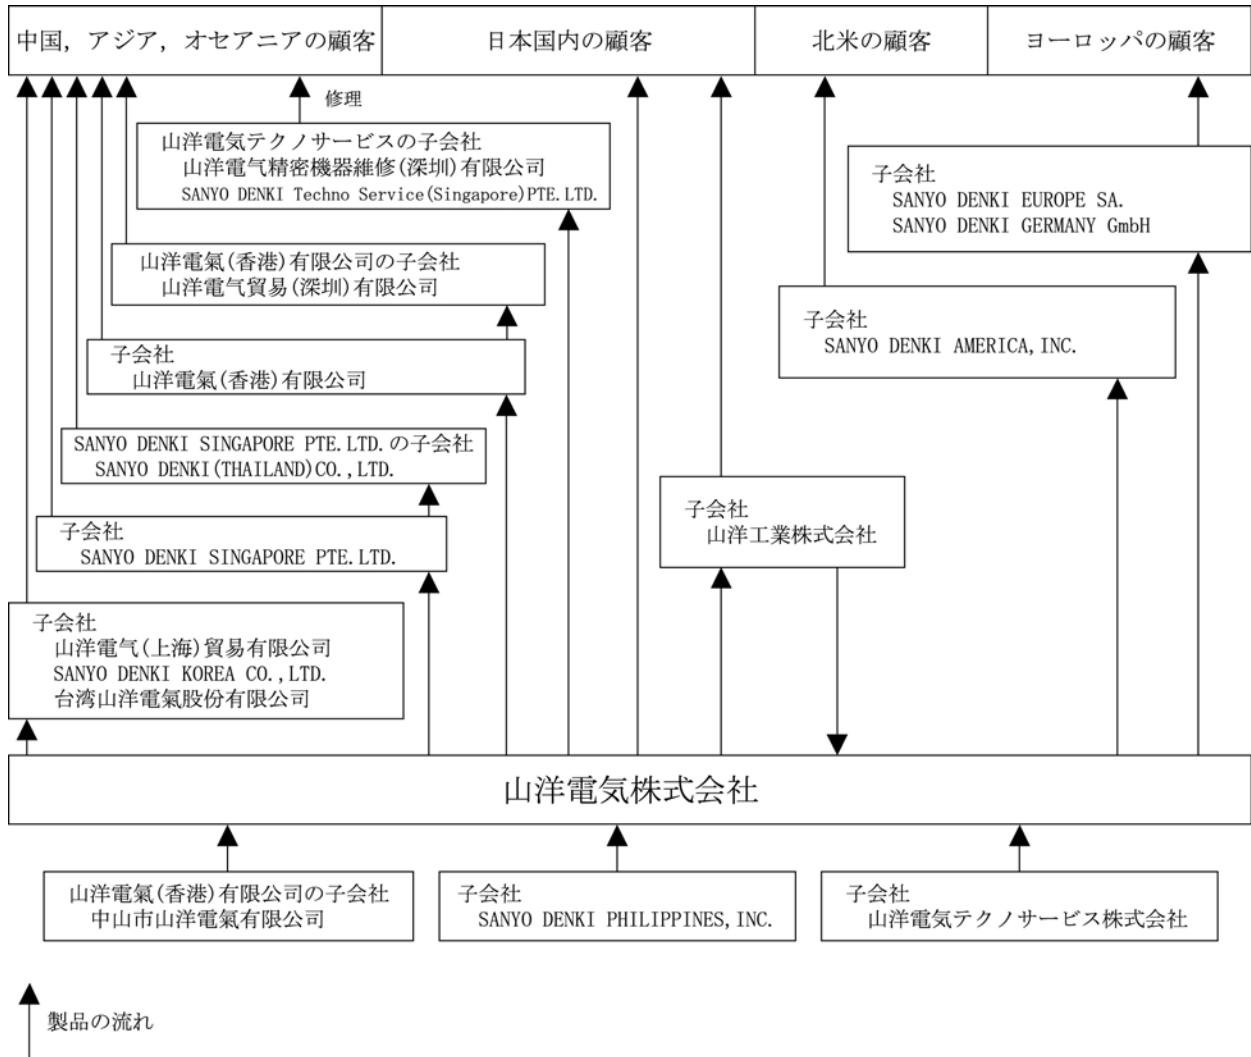 中国，アジア，オセアニアの顧客
日本国内の顧客
北米の顧客
ヨーロッパの顧客
修理
山洋電気テクノサービスの子会社
山洋电气精密機器維修(深圳)有限公司
SANYO DENKI Techno Service(Singapore)PTE.LTD.
子会社
SANYO DENKI EUROPE SA.
SANYO DENKI GERMANY GmbH
山洋電氣(香港)有限公司の子会社
山洋电气貿易(深圳)有限公司
子会社
SANYO DENKI AMERICA,INC.
子会社
山洋電氣(香港)有限公司
SANYO DENKI SINGAPORE PTE.LTD.の子会社
SANYO DENKI(THAILAND)CO.,LTD.
子会社
山洋工業株式会社
子会社
SANYO DENKI SINGAPORE PTE.LTD.
子会社
山洋电气(上海)貿易有限公司
SANYO DENKI KOREA CO.,LTD.
台湾山洋電氣股份有限公司
山洋電気株式会社
山洋電氣(香港)有限公司の子会社
中山市山洋電氣有限公司
子会社
SANYO DENKI PHILIPPINES,INC.
子会社
山洋電気テクノサービス株式会社
製品の流れ